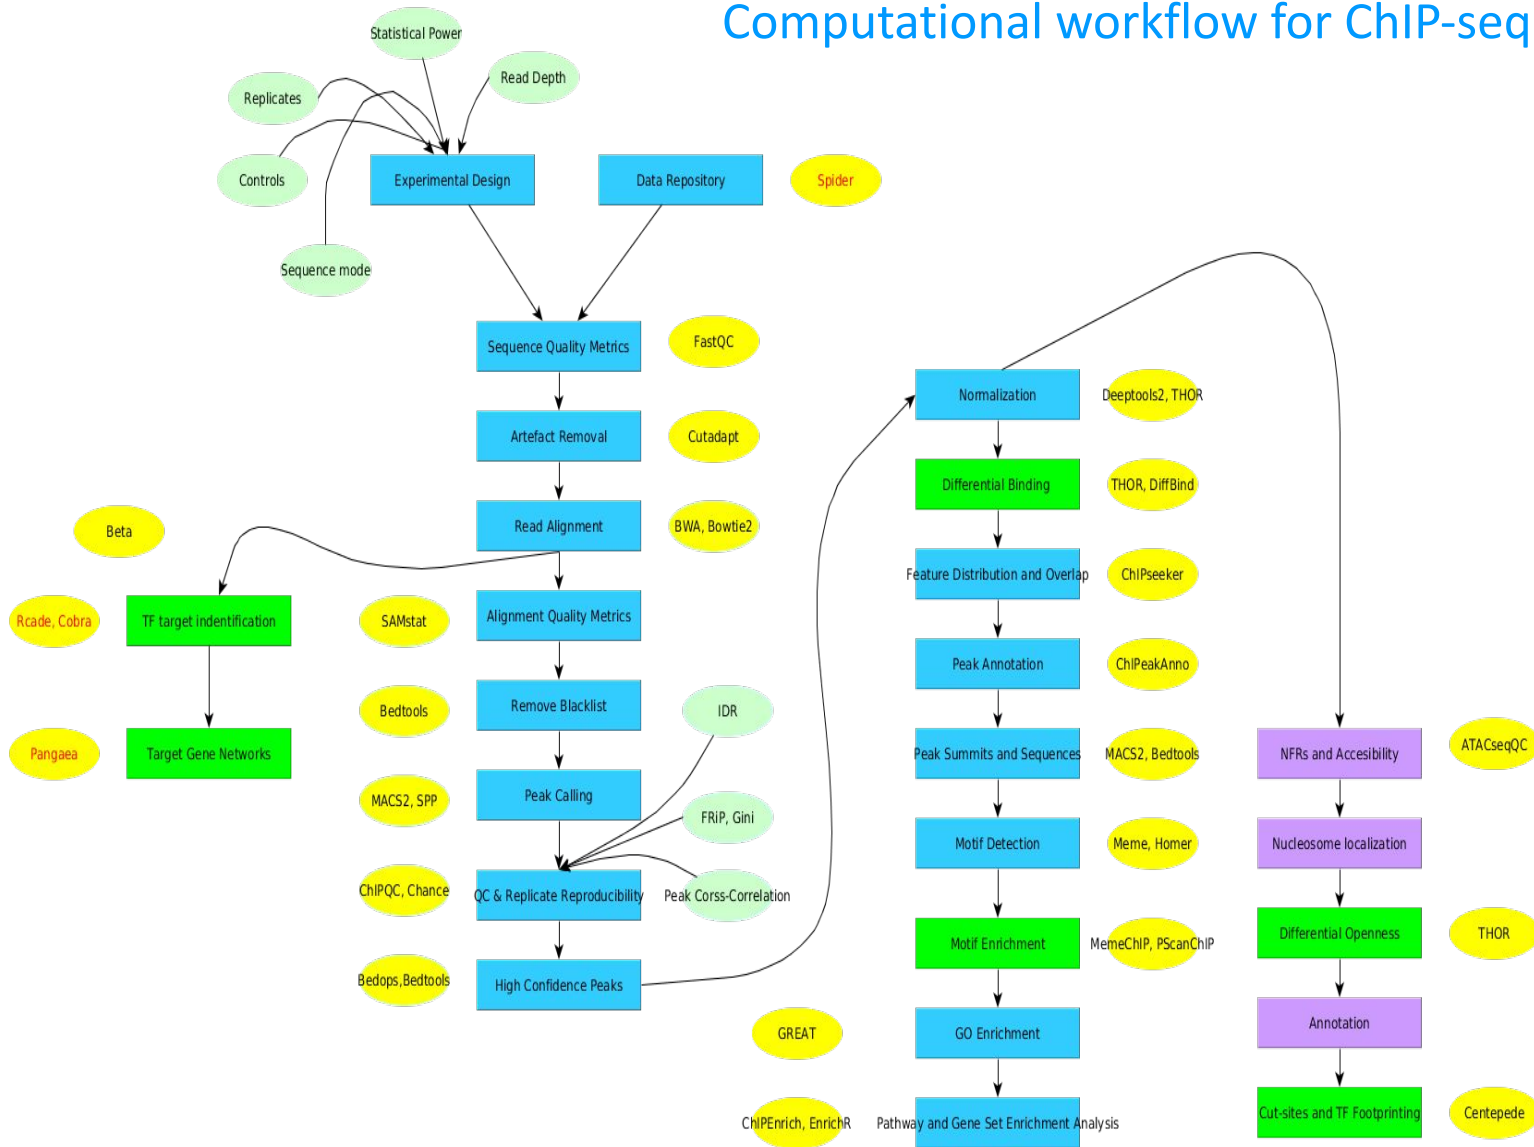 Computational workflow for ChIP-seq
Statistical Power
Read Depth
Replicates
Controls
Experimental Design
Data Repository
Spider
Sequence mode
Sequence Quality Metrics
FastQC
Artefact Removal
Cutadapt
Read Alignment
BWA, Bowtie2
Beta
Rcade, Cobra
TF target indentification
SAMstat
Alignment Quality Metrics
Bedtools
Remove Blacklist
IDR
Pangaea
Target Gene Networks
MACS2, SPP
Peak Calling
FRiP, Gini
ChIPQC, Chance
QC & Replicate Reproducibility
Peak Corss-Correlation
Bedops,Bedtools
High Confidence Peaks
Normalization
Deeptools2, THOR
Differential Binding
THOR, DiffBind
Feature Distribution and Overlap
ChIPseeker
Peak Annotation
ChIPeakAnno
Peak Summits and Sequences
MACS2, Bedtools
Motif Detection
Meme, Homer
Motif Enrichment
MemeChIP, PScanChIP
GREAT
GO Enrichment
ChIPEnrich, EnrichR
Pathway and Gene Set Enrichment Analysis
NFRs and Accesibility
ATACseqQC
Nucleosome localization
Differential Openness
THOR
Annotation
Cut-sites and TF Footprinting
Centepede